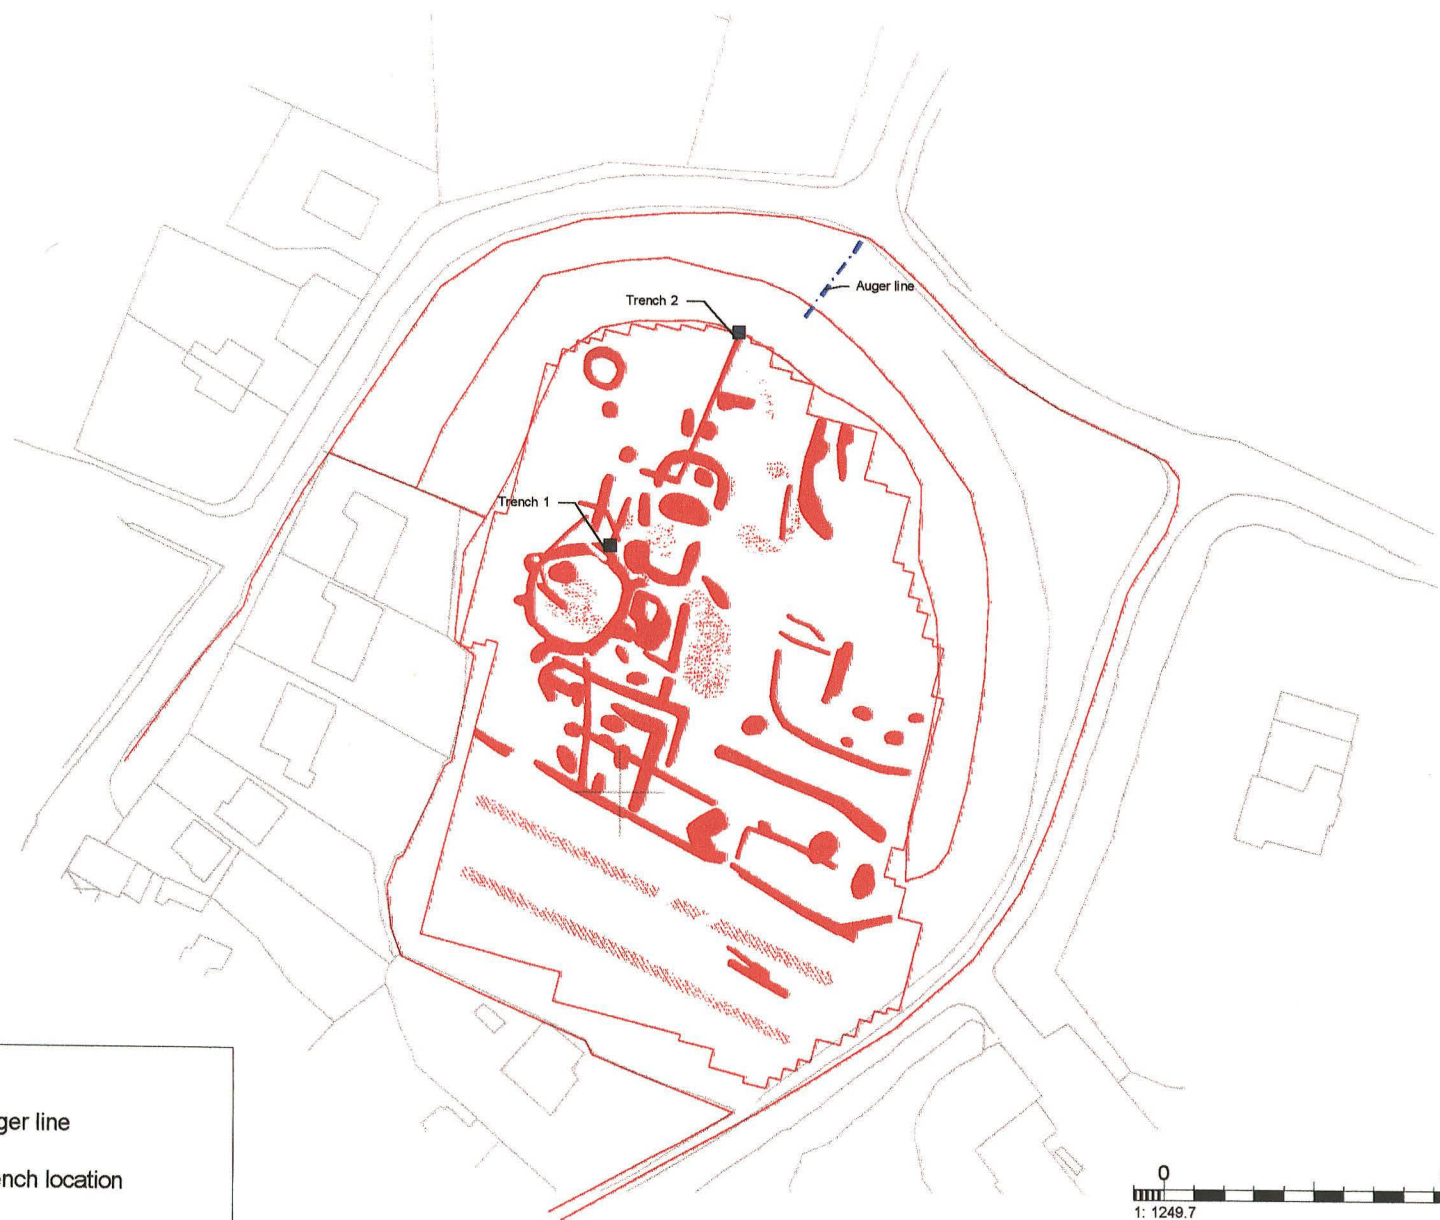 Trench 2
Auger line
Trench 1
ger line
ench location
0
1: 1249.7